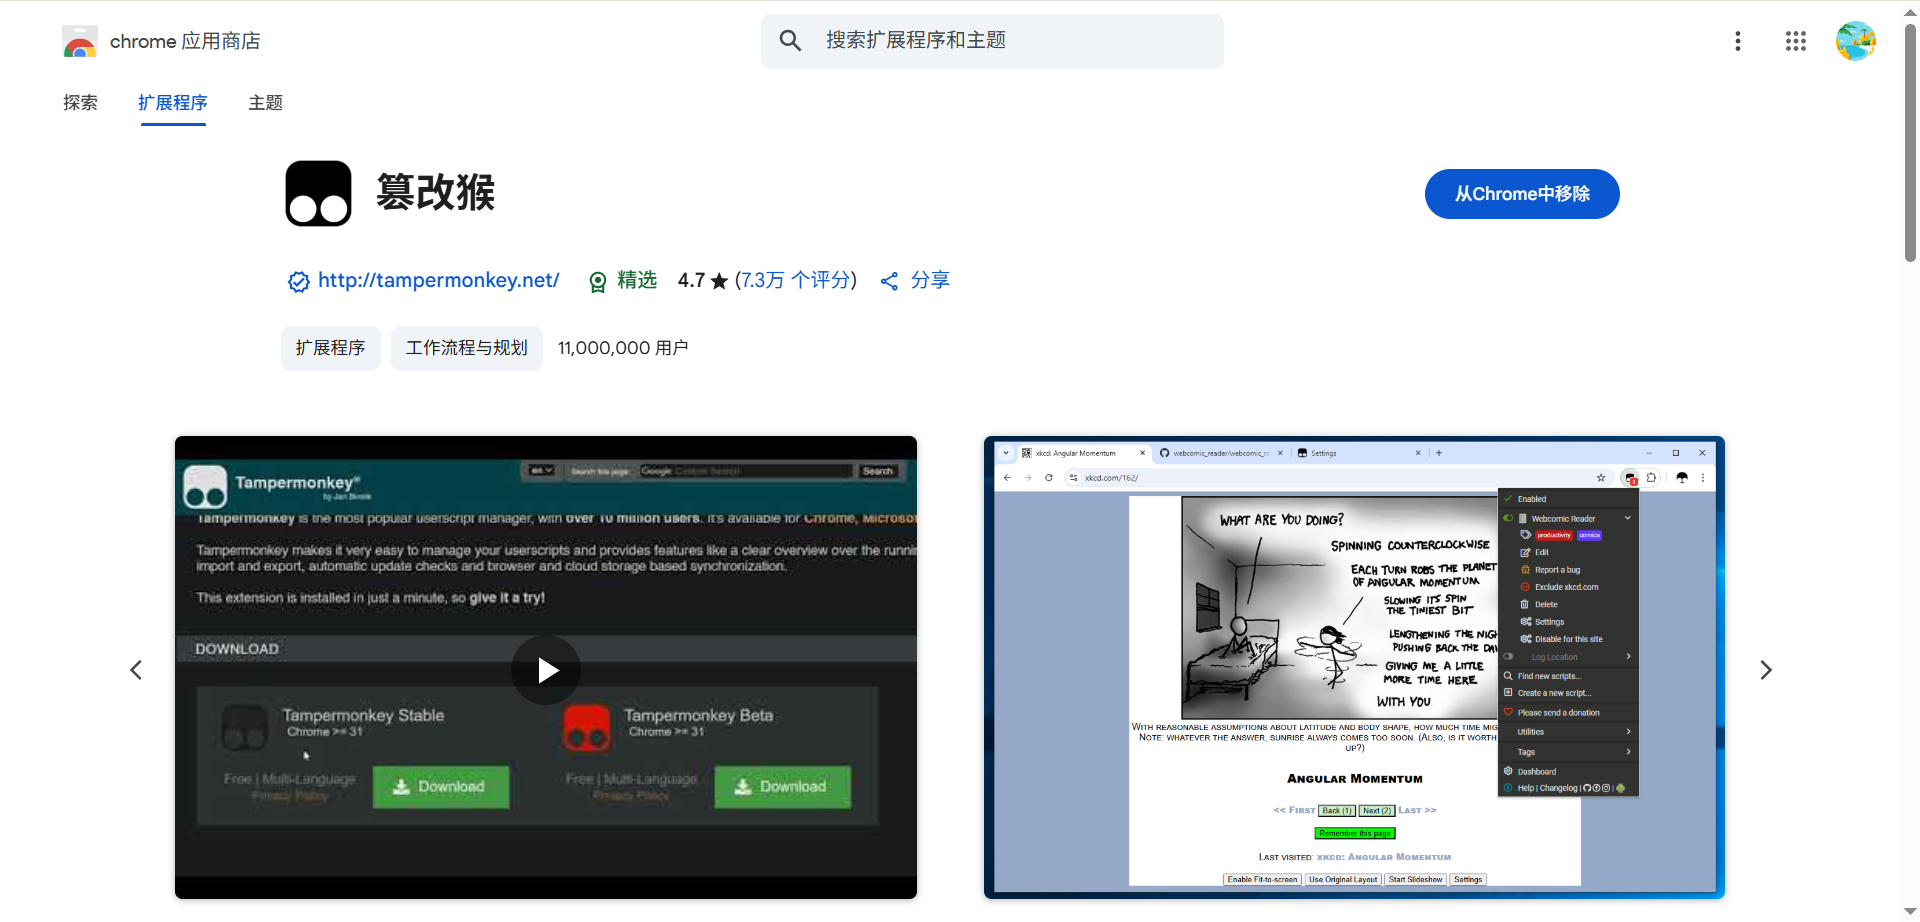 chrome 应用商店
搜索扩展程序和主题
探索
扩展程序
主题
篡改猴
从Chrome中移除
http://tampermonkey.net/
精选
4.7 ★ (7.3万 个评分)
分享
扩展程序
工作流程与规划
11,000,000 用户
Tampermonkey®
by Jan Biniok
Search this page:
Google Custom Search
Search
Tampermonkey is the most popular userscript manager, with over 10 million users. It's available for Chrome, Microsof
Tampermonkey makes it very easy to manage your userscripts and provides features like a clear overview over the runnin
import and export, automatic update checks and browser and cloud storage based synchronization.
This extension is installed in just a minute, so give it a try!
DOWNLOAD
Tampermonkey Stable
Chrome >= 31
Free | Multi-Language
Privacy Policy
Download
Tampermonkey Beta
Chrome >= 31
Free | Multi-Language
Privacy Policy
Download
xkcd: Angular Momentum
webcomic_reader/webcomic_re
Settings
xkcd.com/162/
WHAT ARE YOU DOING?
SPINNING COUNTERCLOCKWISE
EACH TURN ROBS THE PLANET
OF ANGULAR MOMENTUM
SLOWING ITS SPIN
THE TINIEST BIT
LENGTHENING THE NIGH
PUSHING BACK THE DA
GIVING ME A LITTLE
MORE TIME HERE
WITH YOU
WITH REASONABLE ASSUMPTIONS ABOUT LATITUDE AND BODY SHAPE, HOW MUCH TIME MIG
NOTE: WHATEVER THE ANSWER, SUNRISE ALWAYS COMES TOO SOON. (ALSO, IS IT WORTH
UP?)
ANGULAR MOMENTUM
<< FIRST Back (1) Next (2) LAST >>
Remember this page
LAST VISITED: XKCD: ANGULAR MOMENTUM
Enable Fit-to-screen
Use Original Layout
Start Slideshow
Settings
1
Enabled
Webcomic Reader
productivity comics
Edit
Report a bug
Exclude xkcd.com
Delete
Settings
Disable for this site
Log Location
Find new scripts...
Create a new script...
Please send a donation
Utilities
Tags
Dashboard
Help | Changelog |